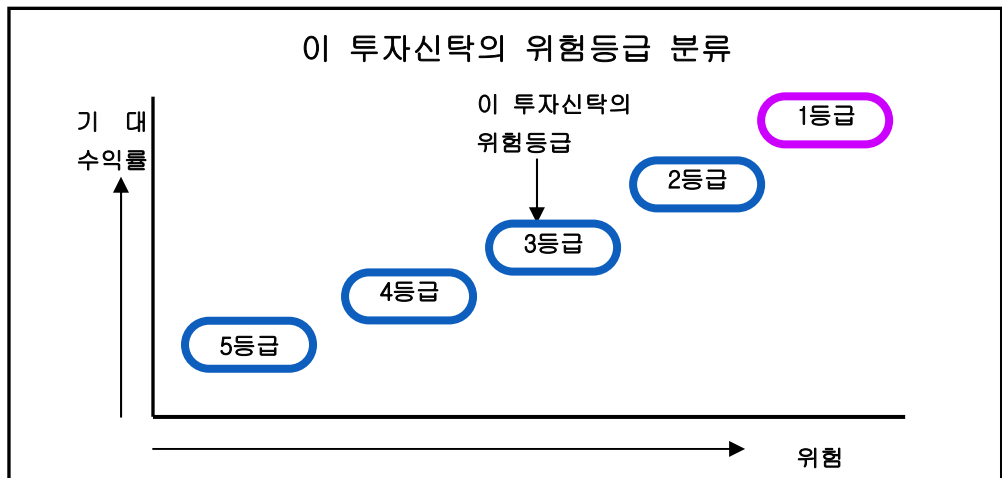 이 투자신탁의 위험등급 분류
기 대
수익률
이 투자신탁의
위험등급
1등급
2등급
3등급
4등급
5등급
위험